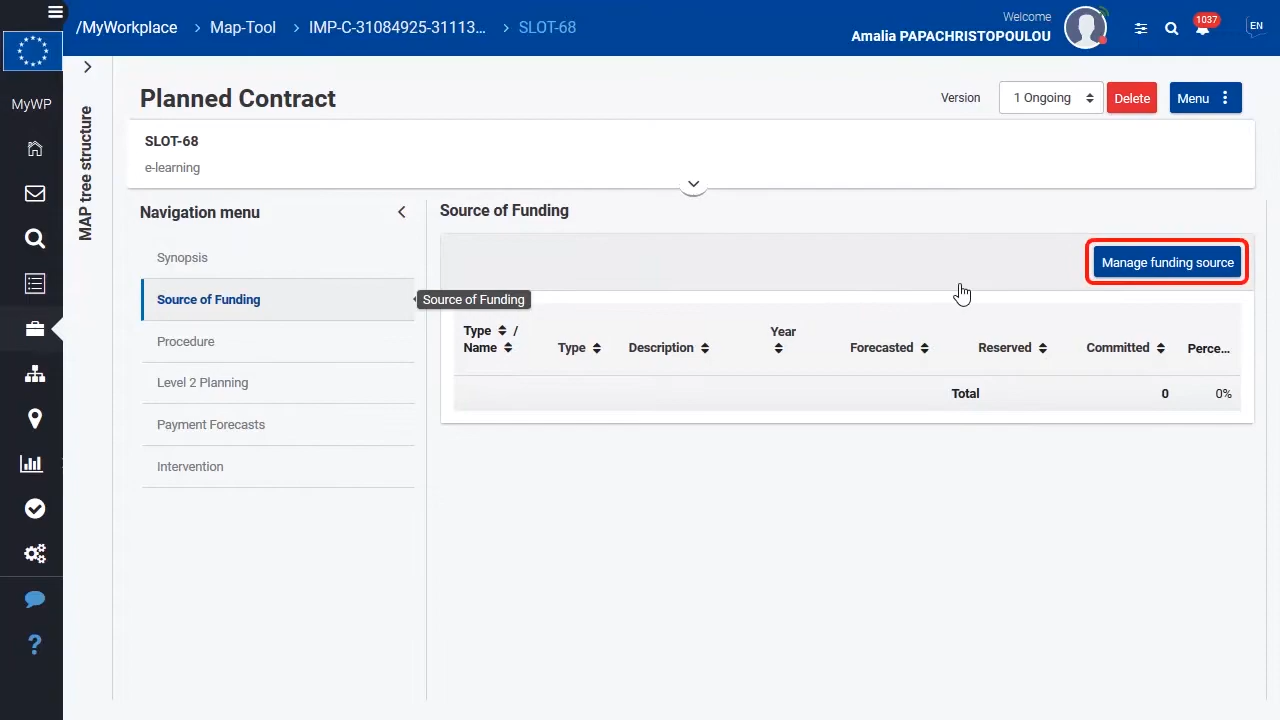 /MyWorkplace > Map-Tool > IMP-C-31084925-31113... > SLOT-68
Welcome
Amalia PAPACHRISTOPOULOU
1037
EN
MyWP
MAP tree structure
Planned Contract
Version
1 Ongoing
Delete
Menu
SLOT-68
e-learning
Navigation menu
Synopsis
Source of Funding
Source of Funding
Procedure
Level 2 Planning
Payment Forecasts
Intervention
Source of Funding
Manage funding source
Type / Name
Type
Description
Year
Forecasted
Reserved
Committed
Perce...
Total 0 0%